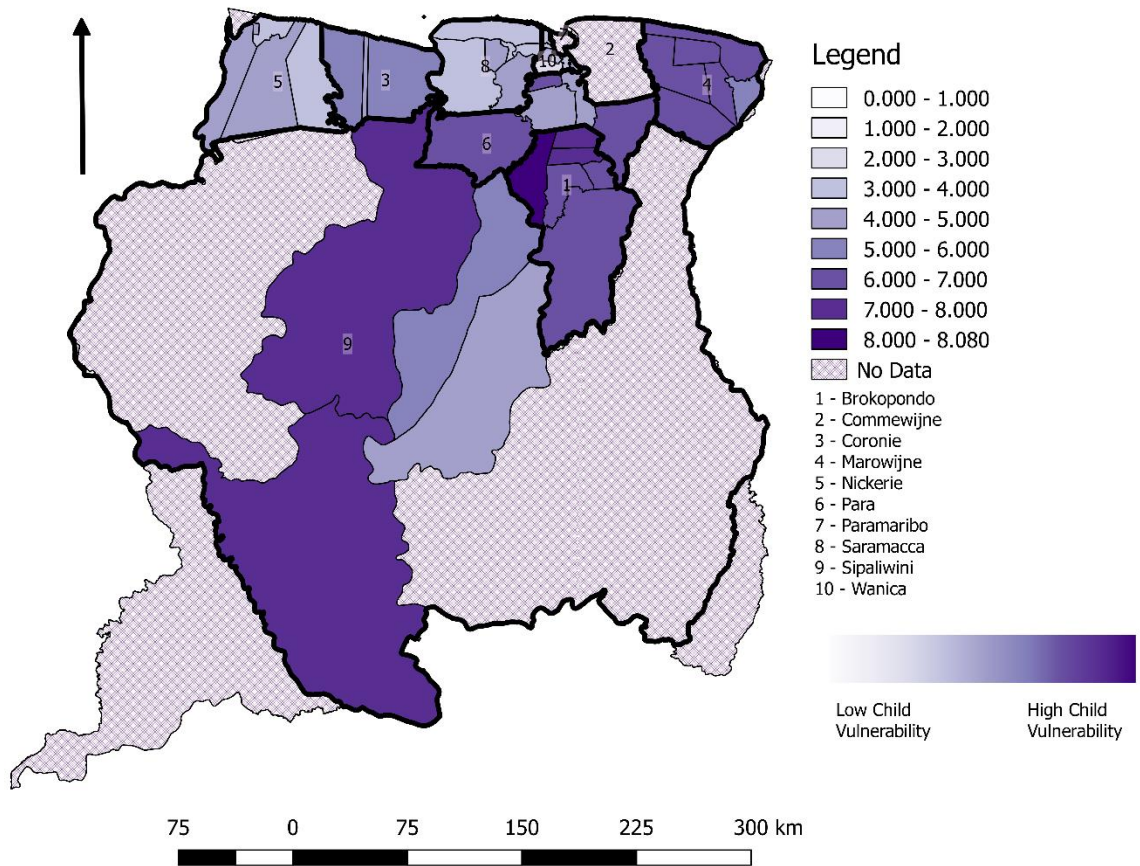 2
7
10
5
3
8
4
6
1
9
Legend
0.000 - 1.000
1.000 - 2.000
2.000 - 3.000
3.000 - 4.000
4.000 - 5.000
5.000 - 6.000
6.000 - 7.000
7.000 - 8.000
8.000 - 8.080
No Data
1 - Brokopondo
2 - Commewijne
3 - Coronie
4 - Marowijne
5 - Nickerie
6 - Para
7 - Paramaribo
8 - Saramacca
9 - Sipaliwini
10 - Wanica
Low Child
Vulnerability
High Child
Vulnerability
75 0 75 150 225 300 km